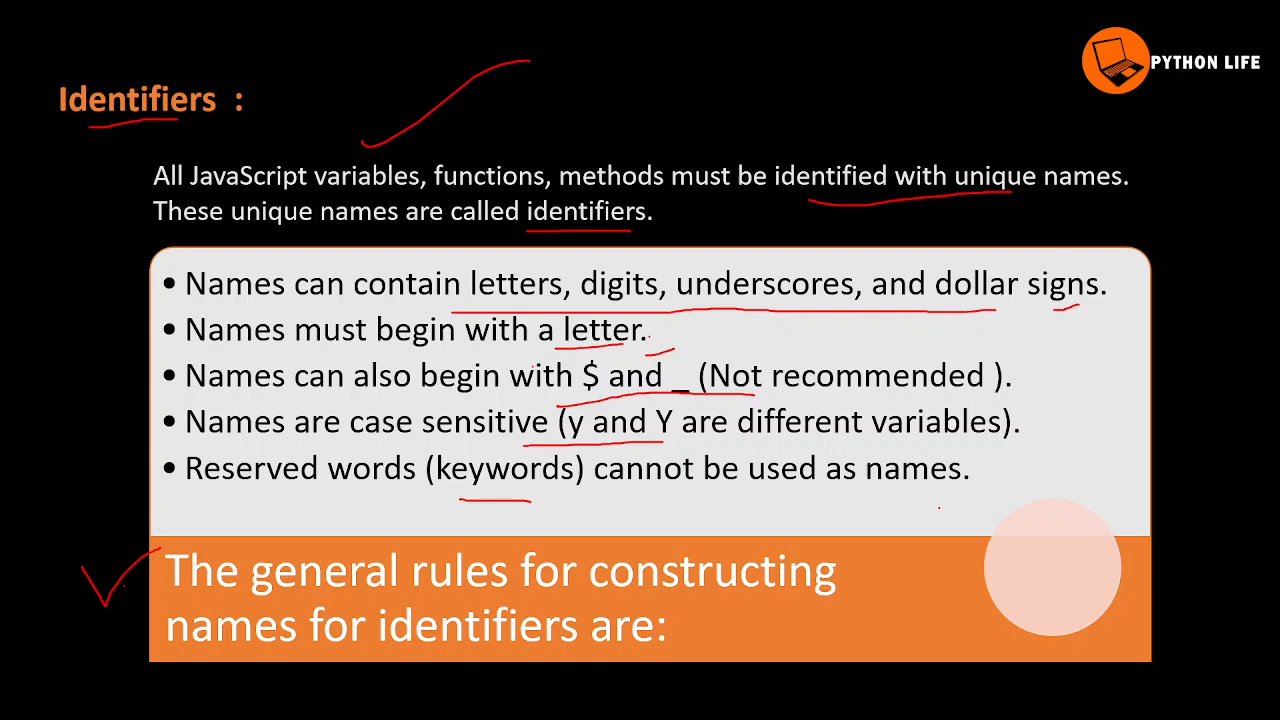 PYTHON LIFE
Identifiers :
All JavaScript variables, functions, methods must be identified with unique names.
These unique names are called identifiers.
• Names can contain letters, digits, underscores, and dollar signs.
• Names must begin with a letter.
• Names can also begin with $ and _ (Not recommended ).
• Names are case sensitive (y and Y are different variables).
• Reserved words (keywords) cannot be used as names.
The general rules for constructing
names for identifiers are: